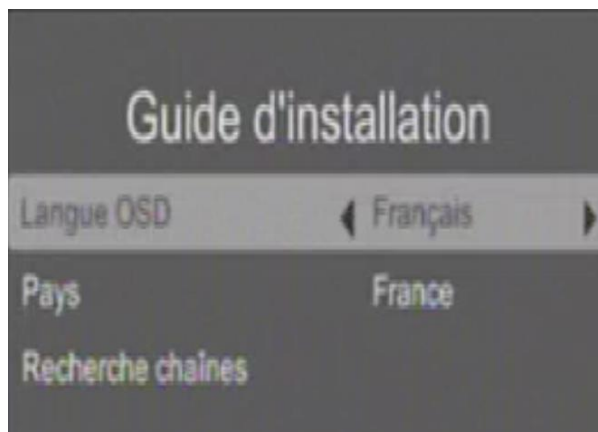 Guide d'installation
Langue OSD Français
Pays France
Recherche chaînes